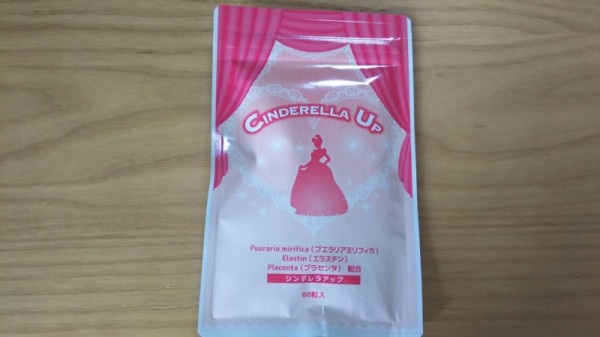 CINDERELLA UP
Pueraria mirifica(プエラリアミリフィカ)
Elastin(エラスチン)
Placenta(プラセンタ) 配合
シンデレラアップ
60粒入